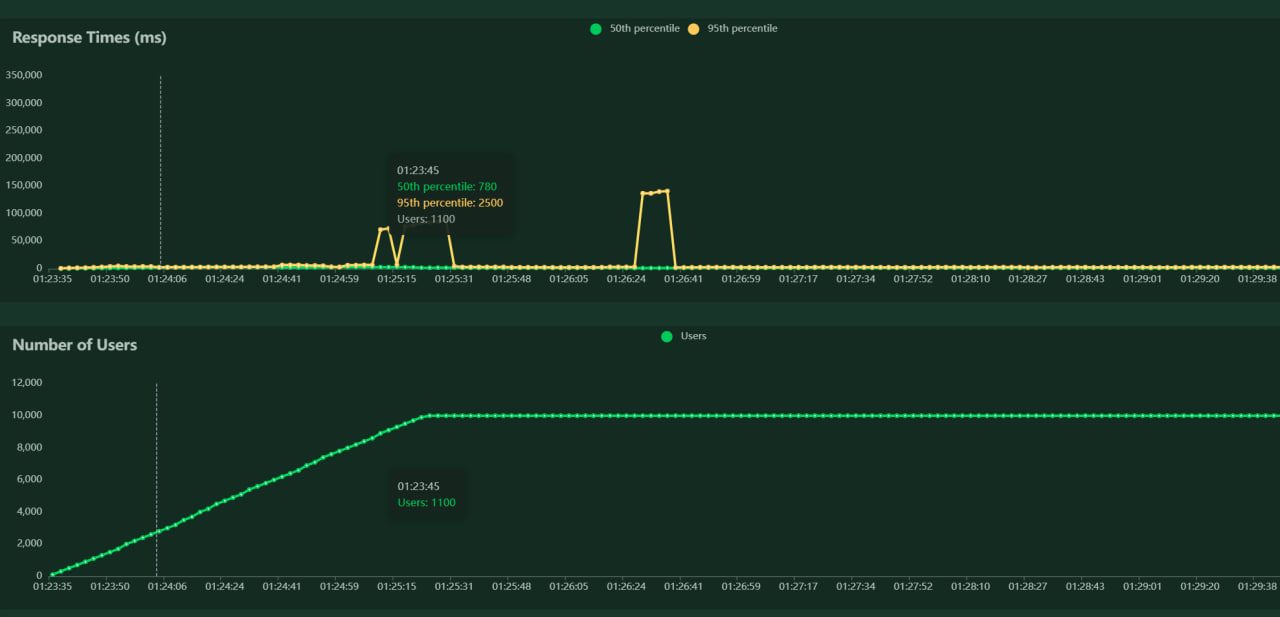 50th percentile 95th percentile
Response Times (ms)
350,000
300,000
250,000
200,000
150,000
100,000
50,000
0
01:23:45
50th percentile: 780
95th percentile: 2500
Users: 1100
01:23:35 01:23:50 01:24:06 01:24:24 01:24:41 01:24:59 01:25:15 01:25:31 01:25:48 01:26:05 01:26:24 01:26:41 01:26:59 01:27:17 01:27:34 01:27:52 01:28:10 01:28:27 01:28:43 01:29:01 01:29:20 01:29:38
Users
Number of Users
12,000
10,000
8,000
6,000
4,000
2,000
0
01:23:45
Users: 1100
01:23:35 01:23:50 01:24:06 01:24:24 01:24:41 01:24:59 01:25:15 01:25:31 01:25:48 01:26:05 01:26:24 01:26:41 01:26:59 01:27:17 01:27:34 01:27:52 01:28:10 01:28:27 01:28:43 01:29:01 01:29:20 01:29:38